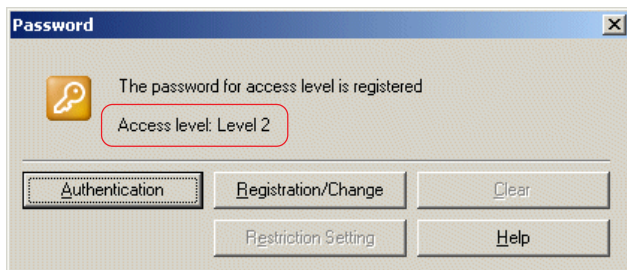 Password
The password for access level is registered
Access level: Level 2
Authentication
Registration/Change
Clear
Restriction Setting
Help